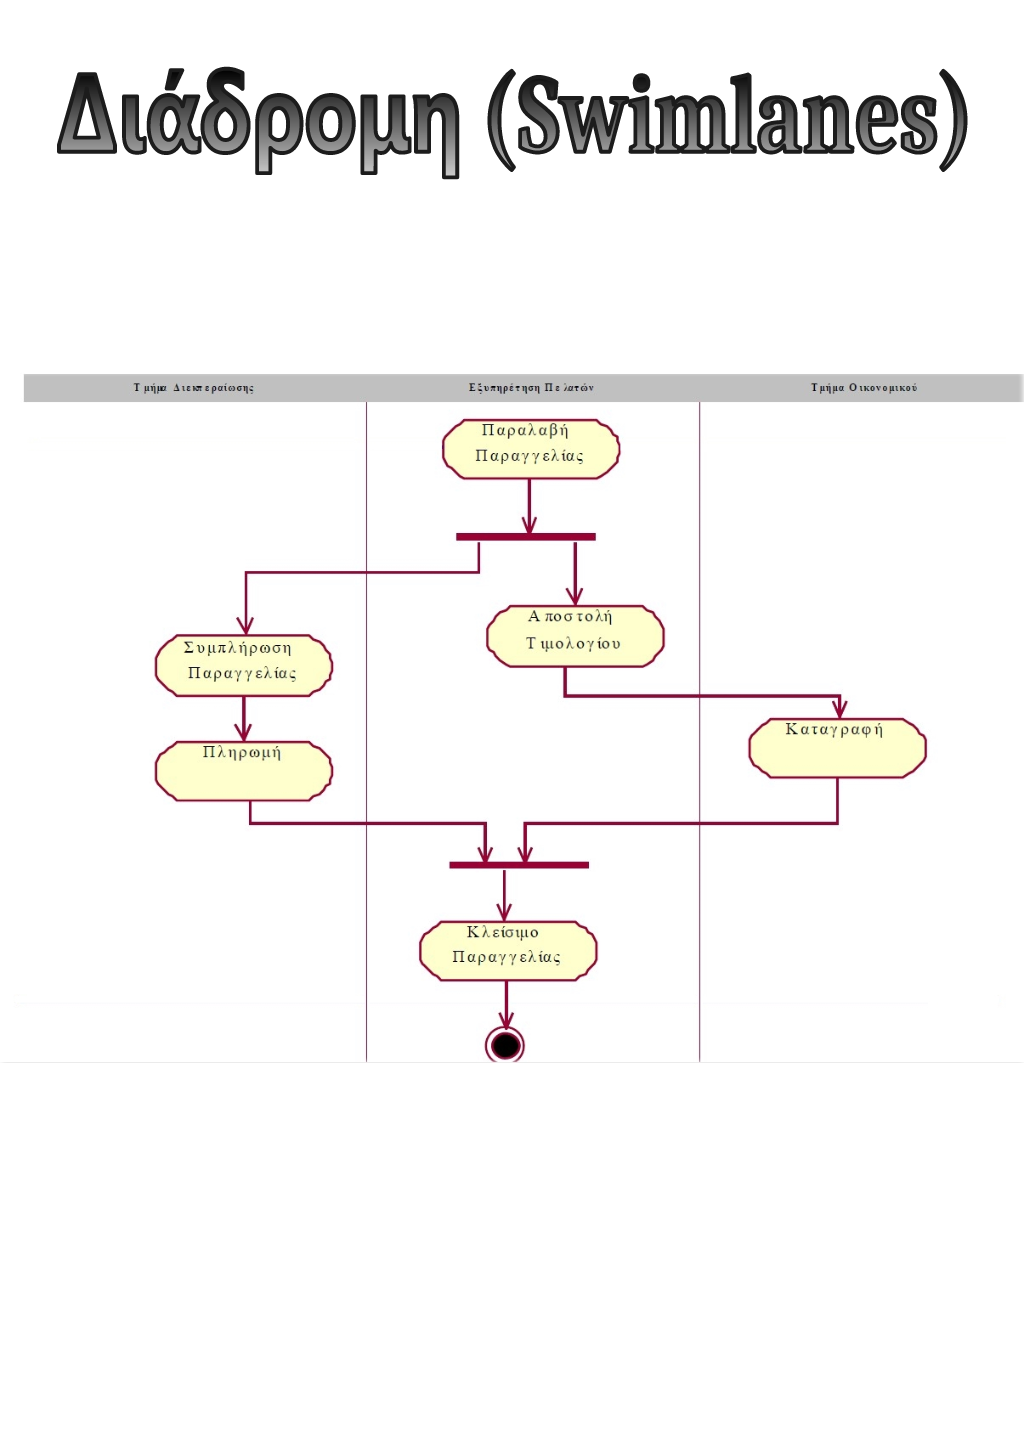 Διάδρομη (Swimlanes)
Τμήμα Διεκπεραίωσης
Εξυπηρέτηση Πελατών
Τμήμα Οικονομικού
Παραλαβή
Παραγγελίας
Αποστολή
Τιμολογίου
Συμπλήρωση
Παραγγελίας
Καταγραφή
Πληρωμή
Κλείσιμο
Παραγγελίας